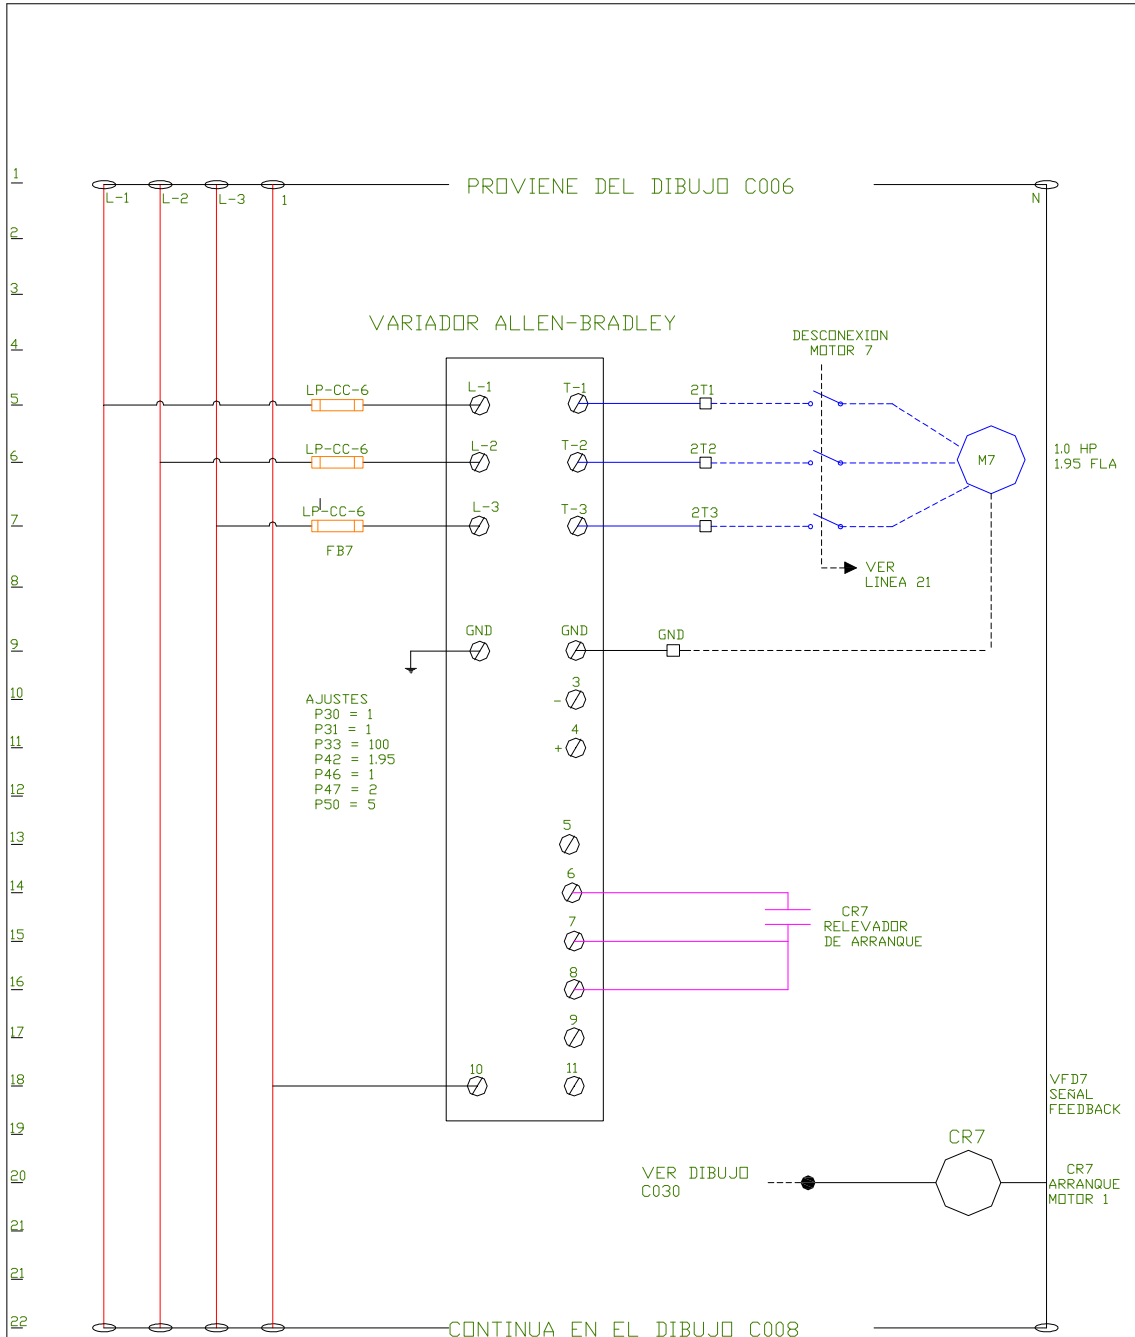 1
PROVIENE DEL DIBUJO C006
L-1
L-2
L-3
1
N
2
3
VARIADOR ALLEN-BRADLEY
4
DESCONEXION
MOTOR 7
5
LP-CC-6
L-1
T-1
2T1
6
LP-CC-6
L-2
T-2
2T2
M7
1.0 HP
1.95 FLA
7
LP-CC-6
L-3
T-3
2T3
FB7
8
VER
LINEA 21
9
GND
GND
GND
10
3
-
AJUSTES
P30 = 1
P31 = 1
P33 = 100
P42 = 1.95
P46 = 1
P47 = 2
P50 = 5
11
4
+
12
13
5
14
6
CR7
RELEVADOR
DE ARRANQUE
15
7
16
8
17
9
18
10
11
VFD7
SEÑAL
FEEDBACK
19
CR7
20
VER DIBUJO
C030
CR7
ARRANQUE
MOTOR 1
21
21
22
CONTINUA EN EL DIBUJO C008